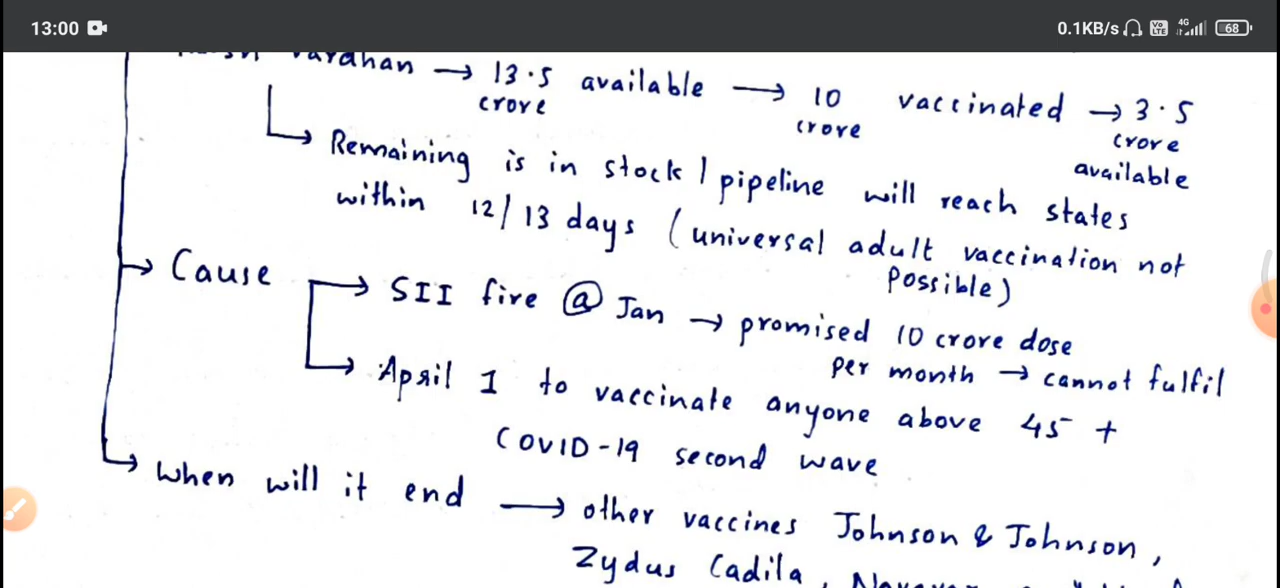 13:00
0.1KB/s Vo LTE 4G 68
Vardhan → 13.5 crore available → 10 crore vaccinated → 3.5 crore available
Remaining is in stock / pipeline will reach states
within 12/13 days (universal adult vaccination not possible)
Cause
SII fire @ Jan → promised 10 crore dose
per month → cannot fulfil
April 1 to vaccinate anyone above 45 +
COVID-19 second wave
When will it end → other vaccines Johnson & Johnson,
Zydus Cadila,